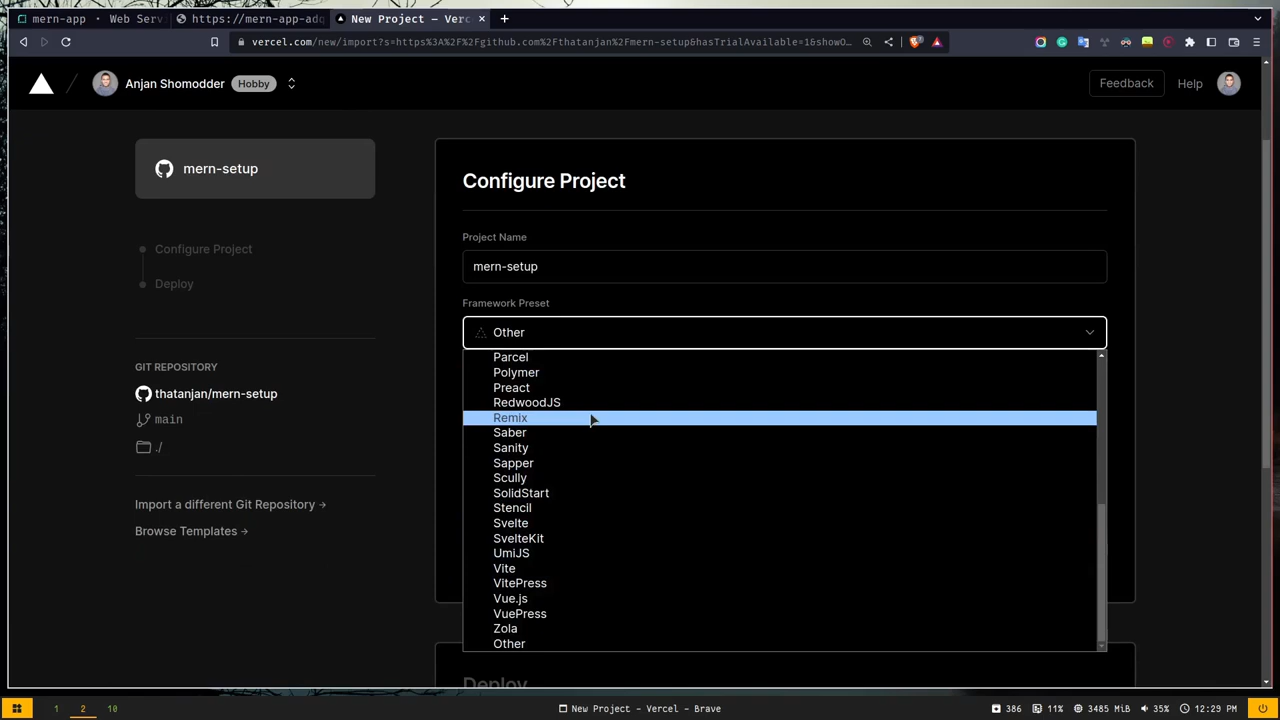 mern-app • Web Servi
https://mern-app-adq
New Project – Verc
vercel.com/new/import?s=https%3A%2F%2Fgithub.com%2Fthatanjan%2Fmern-setup&hasTrialAvailable=1&showO…
Anjan Shomodder
Hobby
Feedback
Help
mern-setup
Configure Project
Deploy
GIT REPOSITORY
thatanjan/mern-setup
main
./
Import a different Git Repository →
Browse Templates →
Configure Project
Project Name
mern-setup
Framework Preset
Other
Parcel
Polymer
Preact
RedwoodJS
Remix
Saber
Sanity
Sapper
Scully
SolidStart
Stencil
Svelte
SvelteKit
UmiJS
Vite
VitePress
Vue.js
VuePress
Zola
Other
Deploy
1 2 10
New Project – Vercel – Brave
386 11% 3485 MiB 35% 12:29 PM